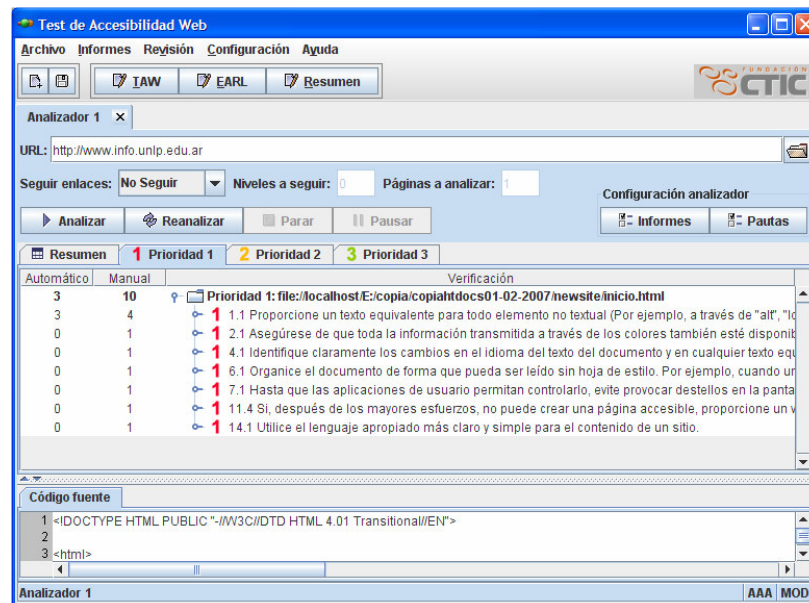 Test de Accesibilidad Web
Archivo Informes Revisión Configuración Ayuda
TAW EARL Resumen
FUNDACIÓN
CTIC
Analizador 1 X
URL: http://www.info.unlp.edu.ar
Seguir enlaces: No Seguir Niveles a seguir: 0 Páginas a analizar: 1
Configuración analizador
Analizar Reanalizar Parar Pausar Informes Pautas
Resumen 1 Prioridad 1 2 Prioridad 2 3 Prioridad 3
Automático Manual Verificación
3 10 Prioridad 1: file://localhost/E:/copia/copiahtdocs01-02-2007/newsite/inicio.html
3 4 1 1.1 Proporcione un texto equivalente para todo elemento no textual (Por ejemplo, a través de "alt", "lo
0 1 1 2.1 Asegúrese de que toda la información transmitida a través de los colores también esté disponib
0 1 1 4.1 Identifique claramente los cambios en el idioma del texto del documento y en cualquier texto equ
0 1 1 6.1 Organice el documento de forma que pueda ser leído sin hoja de estilo. Por ejemplo, cuando un
0 1 1 7.1 Hasta que las aplicaciones de usuario permitan controlarlo, evite provocar destellos en la panta
0 1 1 11.4 Si, después de los mayores esfuerzos, no puede crear una página accesible, proporcione un v
0 1 1 14.1 Utilice el lenguaje apropiado más claro y simple para el contenido de un sitio.
Código fuente
1 <!DOCTYPE HTML PUBLIC "-//W3C//DTD HTML 4.01 Transitional//EN">
2
3 <html>
Analizador 1 AAA MOD